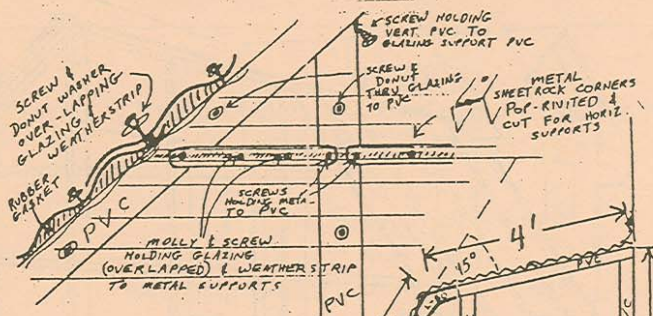 SCREW HOLDING
VERT. PVC TO
GLAZING SUPPORT PVC
SCREW &
DONUT WASHER
OVER-LAPPING
GLAZING &
WEATHERSTRIP
SCREW &
DONUT
THRU GLAZING
TO PVC
METAL
SHEETROCK CORNERS
POP-RIVITED &
CUT FOR HORIZ.
SUPPORTS
RUBBER
GASKET
PVC
SCREWS
HOLDING META-
TO PVC
MOLLY & SCREW
HOLDING GLAZING
(OVERLAPPED) & WEATHERSTRIP
TO METAL SUPPORTS
PVC
4'
45°
PVC